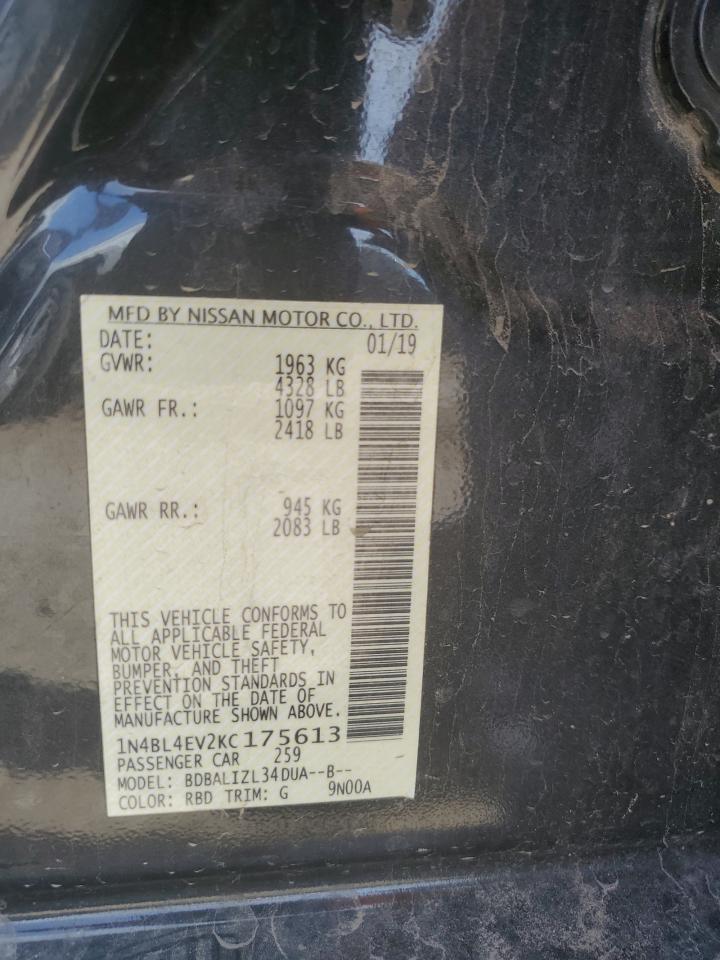 MFD BY NISSAN MOTOR CO., LTD.
DATE: 01/19
GVWR: 1963 KG
4328 LB
GAWR FR.: 1097 KG
2418 LB
GAWR RR.: 945 KG
2083 LB
THIS VEHICLE CONFORMS TO
ALL APPLICABLE FEDERAL
MOTOR VEHICLE SAFETY,
BUMPER, AND THEFT
PREVENTION STANDARDS IN
EFFECT ON THE DATE OF
MANUFACTURE SHOWN ABOVE.
1N4BL4EV2KC175613
PASSENGER CAR 259
MODEL: BDBALIZL34DUA--B--
COLOR: RBD TRIM: G 9N00A